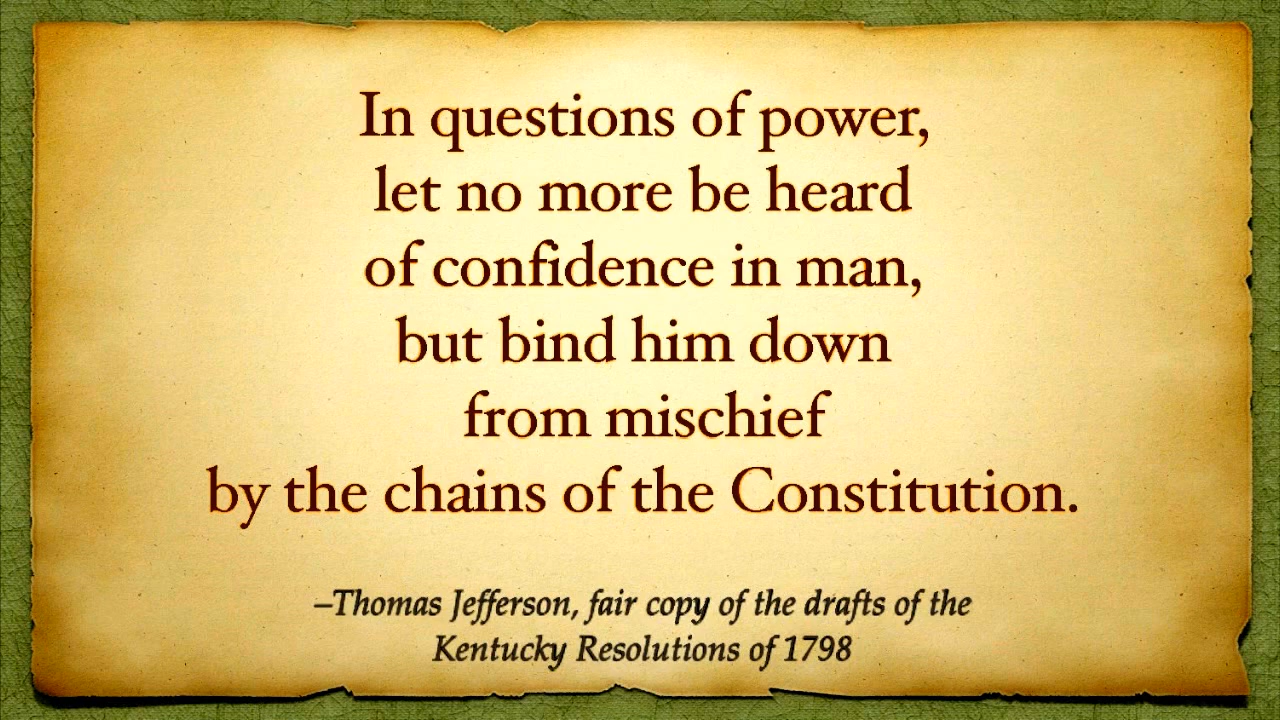 In questions of power,
let no more be heard
of confidence in man,
but bind him down
from mischief
by the chains of the Constitution.
–Thomas Jefferson, fair copy of the drafts of the
Kentucky Resolutions of 1798